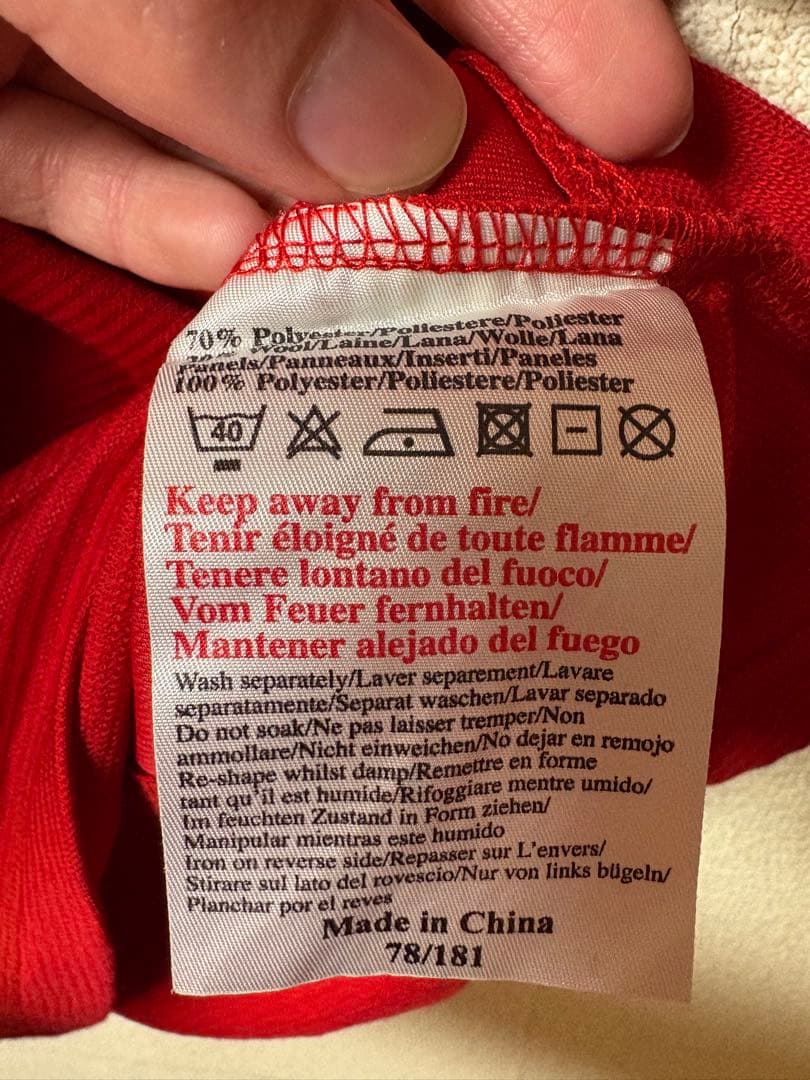 70% Polyester/Poliestere/Poliester
Wool/Laine/Lana/Wolle/Lana
Panels/Panneaux/Inserti/Paneles
100% Polyester/Poliestere/Poliester
40
Keep away from fire/
Tenir éloigné de toute flamme/
Tenere lontano del fuoco/
Vom Feuer fernhalten/
Mantener alejado del fuego
Wash separately/Laver separement/Lavare
separatamente/Separat waschen/Lavar separado
Do not soak/Ne pas laisser tremper/Non
ammollare/Nicht einweichen/No dejar en remojo
Re-shape whilst damp/Remettre en forme
tant qu'il est humide/Rifoggiare mentre umido/
Im feuchten Zustand in Form ziehen/
Manipular mientras este humido
Iron on reverse side/Repasser sur L'envers/
Stirare sul lato del rovescio/Nur von links bügeln/
Planchar por el reves
Made in China
78/181